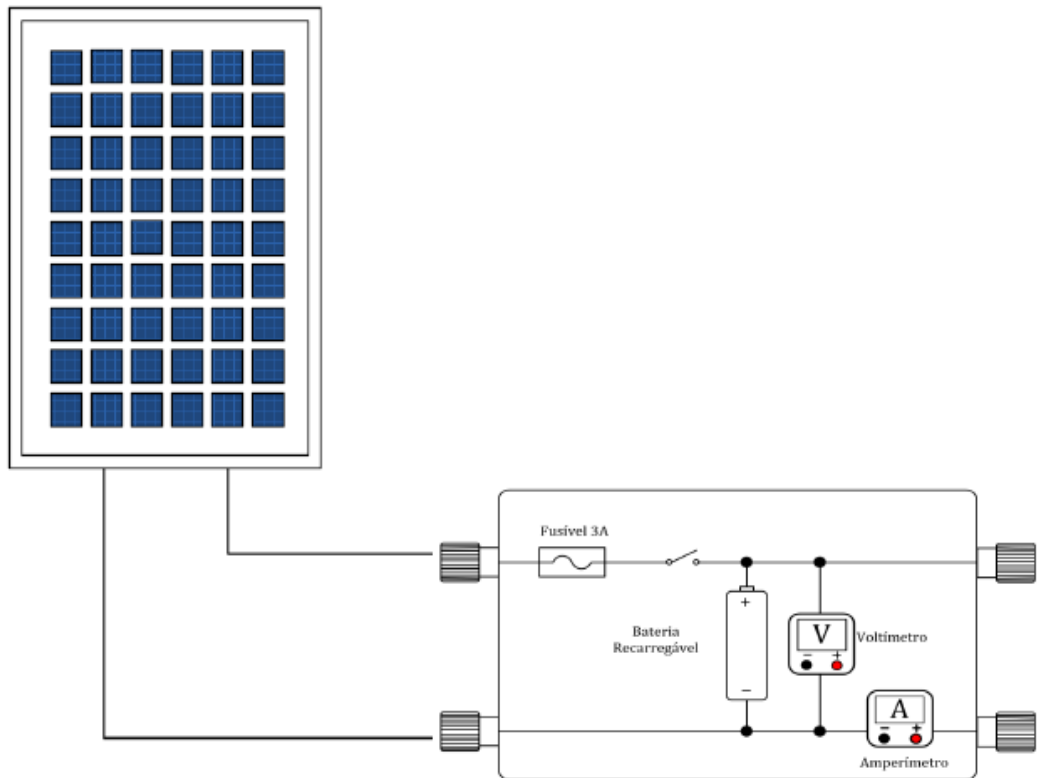 Fusível 3A
+
Bateria
Recarregável
−
V
− +
Voltímetro
A
− +
Amperímetro